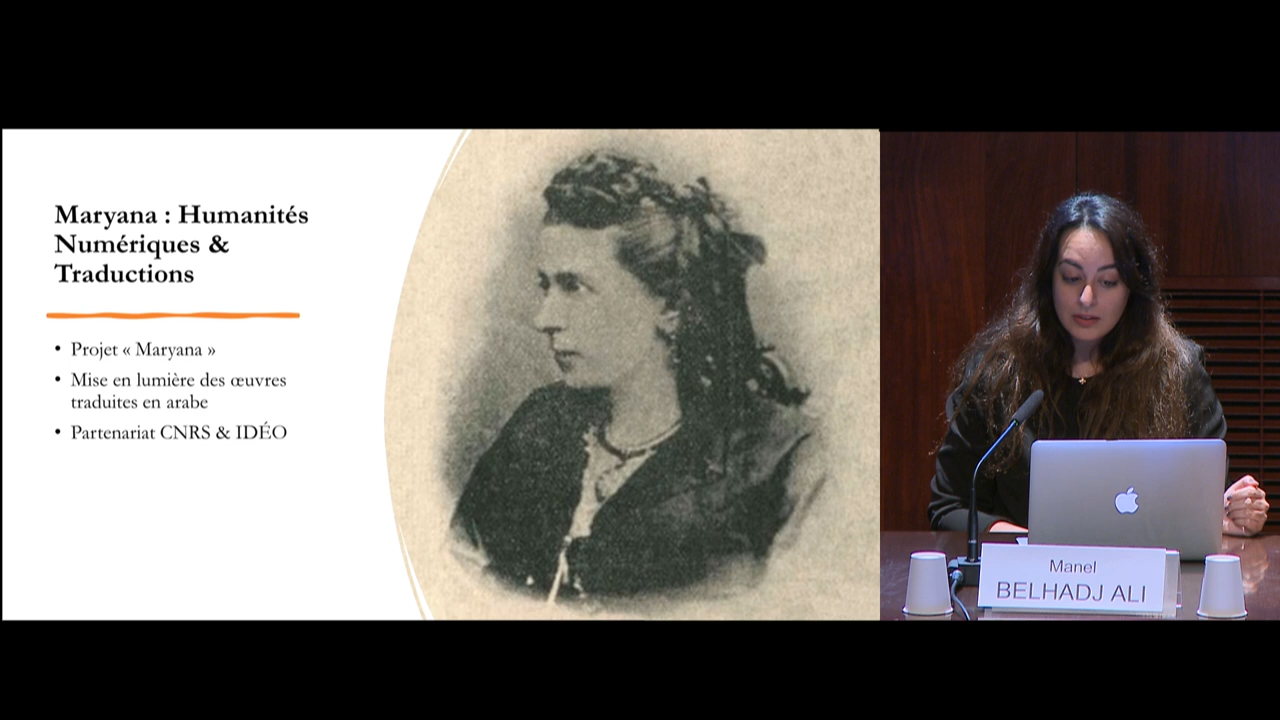 Maryana : Humanités
Numériques &
Traductions
• Projet « Maryana »
• Mise en lumière des œuvres
traduites en arabe
• Partenariat CNRS & IDÉO
Manel
BELHADJ ALI